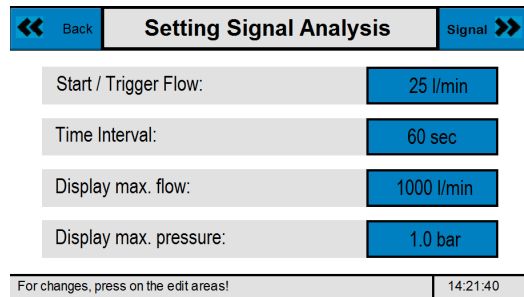 Back
Setting Signal Analysis
Signal
Start / Trigger Flow: 25 l/min
Time Interval: 60 sec
Display max. flow: 1000 l/min
Display max. pressure: 1.0 bar
For changes, press on the edit areas! 14:21:40